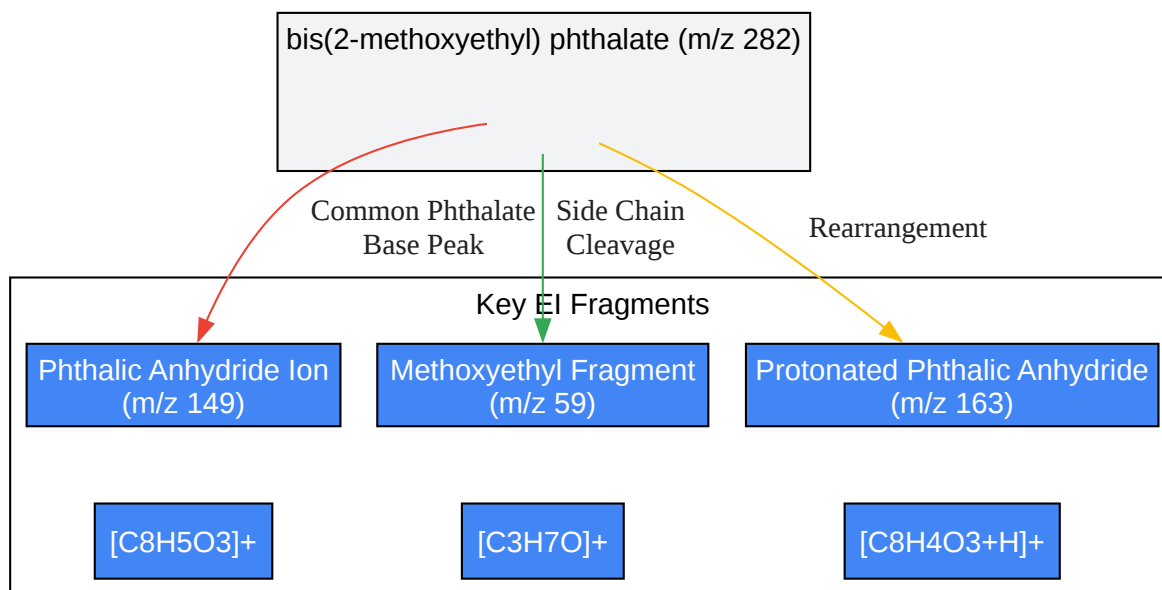 bis(2-methoxyethyl) phthalate (m/z 282)
Common Phthalate
Base Peak
Side Chain
Cleavage
Rearrangement
Key EI Fragments
Phthalic Anhydride Ion
(m/z 149)
Methoxyethyl Fragment
(m/z 59)
Protonated Phthalic Anhydride
(m/z 163)
[C8H5O3]+
[C3H7O]+
[C8H4O3+H]+